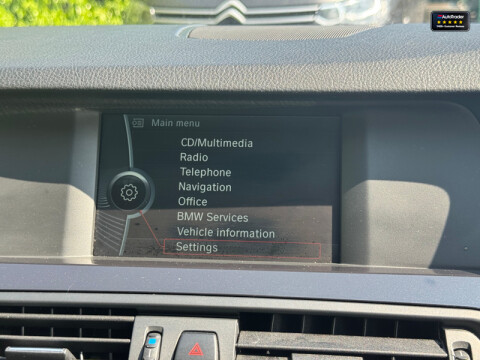 AutoTrader
Main menu
CD/Multimedia
Radio
Telephone
Navigation
Office
BMW Services
Vehicle information
Settings